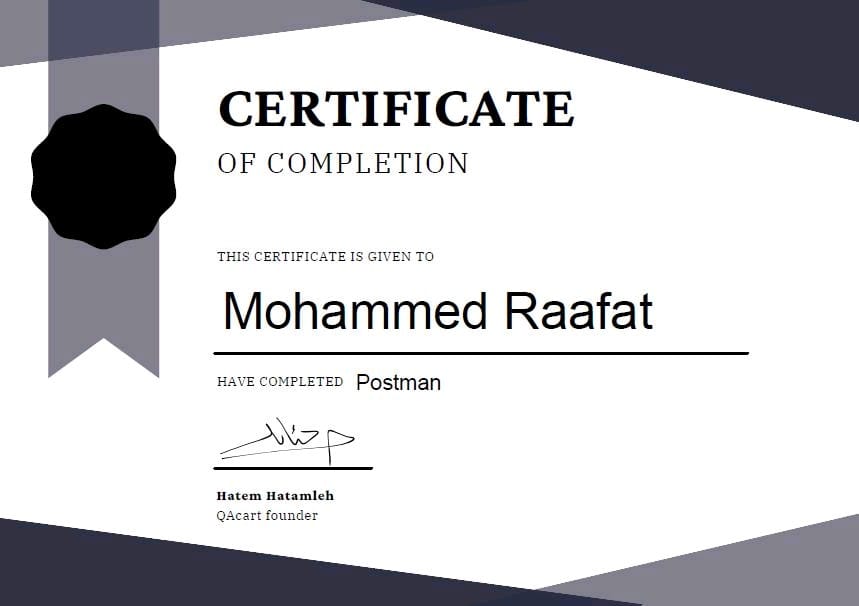 CERTIFICATE
OF COMPLETION
THIS CERTIFICATE IS GIVEN TO
Mohammed Raafat
HAVE COMPLETED Postman
Hatem Hatamleh
QAcart founder